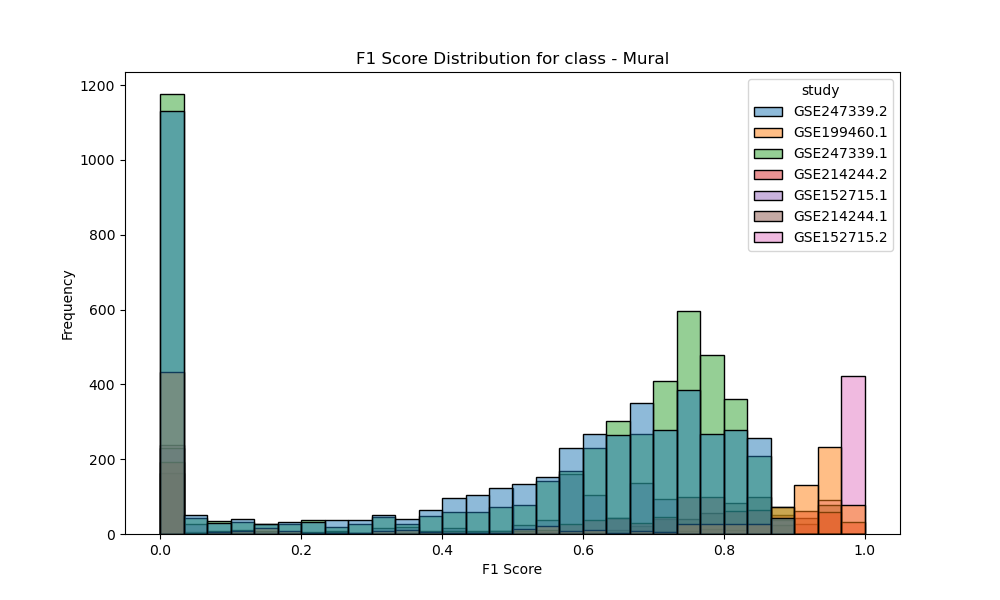 F1 Score Distribution for class - Mural
study
GSE247339.2
GSE199460.1
GSE247339.1
GSE214244.2
GSE152715.1
GSE214244.1
GSE152715.2
Frequency
1200
1000
800
600
400
200
0
0.0 0.2 0.4 0.6 0.8 1.0
F1 Score